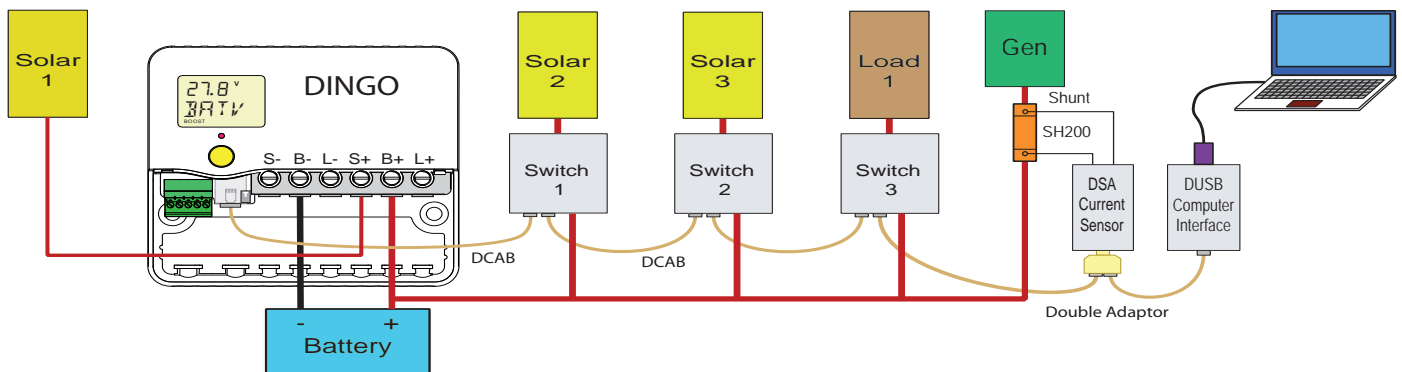 Solar
1
27.8 V
BATV
BOOST
DINGO
S- B- L- S+ B+ L+
Solar
2
Solar
3
Load
1
Gen
Shunt
SH200
Switch
1
Switch
2
Switch
3
DSA
Current
Sensor
DUSB
Computer
Interface
DCAB
DCAB
Double Adaptor
- +
Battery